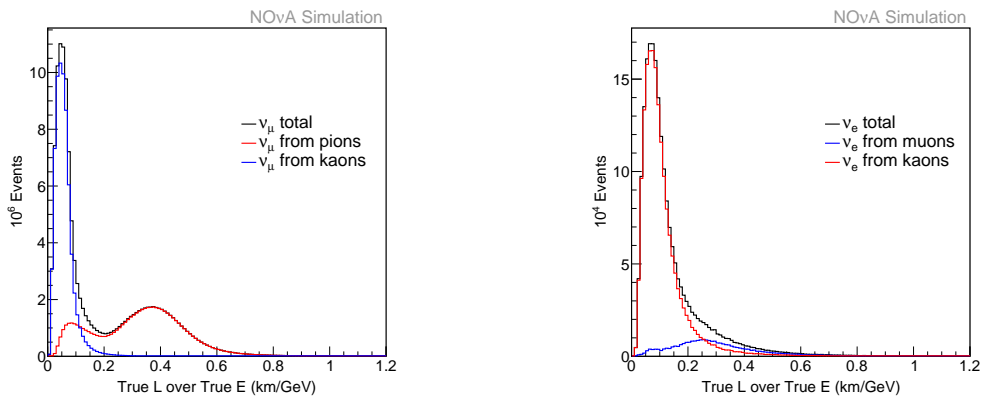 NOνA Simulation
10
8
6
4
2
0
0 0.2 0.4 0.6 0.8 1 1.2
10⁶ Events
True L over True E (km/GeV)
ν_μ total
ν_μ from pions
ν_μ from kaons
NOνA Simulation
15
10
5
0
0 0.2 0.4 0.6 0.8 1 1.2
10⁴ Events
True L over True E (km/GeV)
ν_e total
ν_e from muons
ν_e from kaons